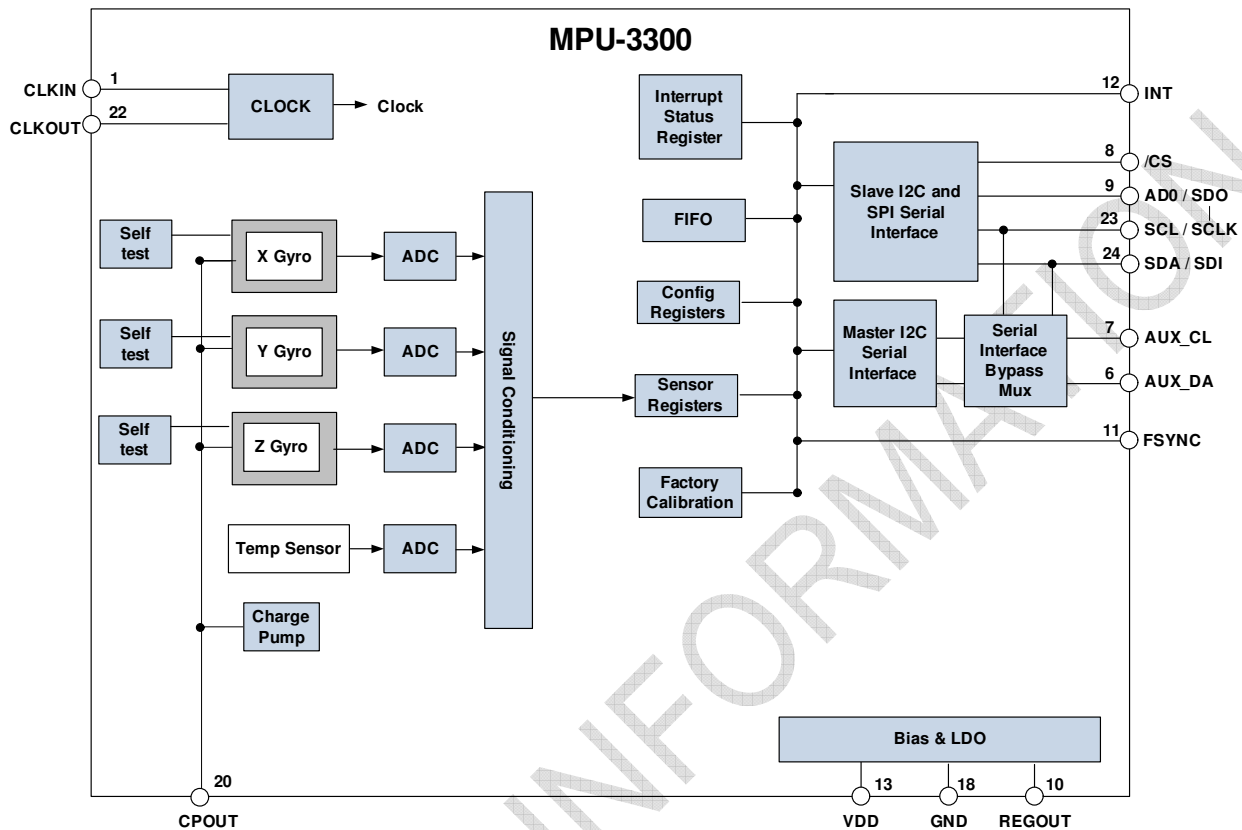 MPU-3300
CLKIN
1
CLKOUT
22
CLOCK
Clock
Self
test
X Gyro
ADC
Self
test
Y Gyro
ADC
Self
test
Z Gyro
ADC
Temp Sensor
ADC
Charge
Pump
Signal Conditioning
Interrupt
Status
Register
FIFO
Config
Registers
Sensor
Registers
Factory
Calibration
Slave I2C and
SPI Serial
Interface
Master I2C
Serial
Interface
Serial
Interface
Bypass
Mux
12
INT
8
/CS
9
AD0 / SDO
23
SCL / SCLK
24
SDA / SDI
7
AUX_CL
6
AUX_DA
11
FSYNC
Bias & LDO
20
CPOUT
13
VDD
18
GND
10
REGOUT
INFORMATION